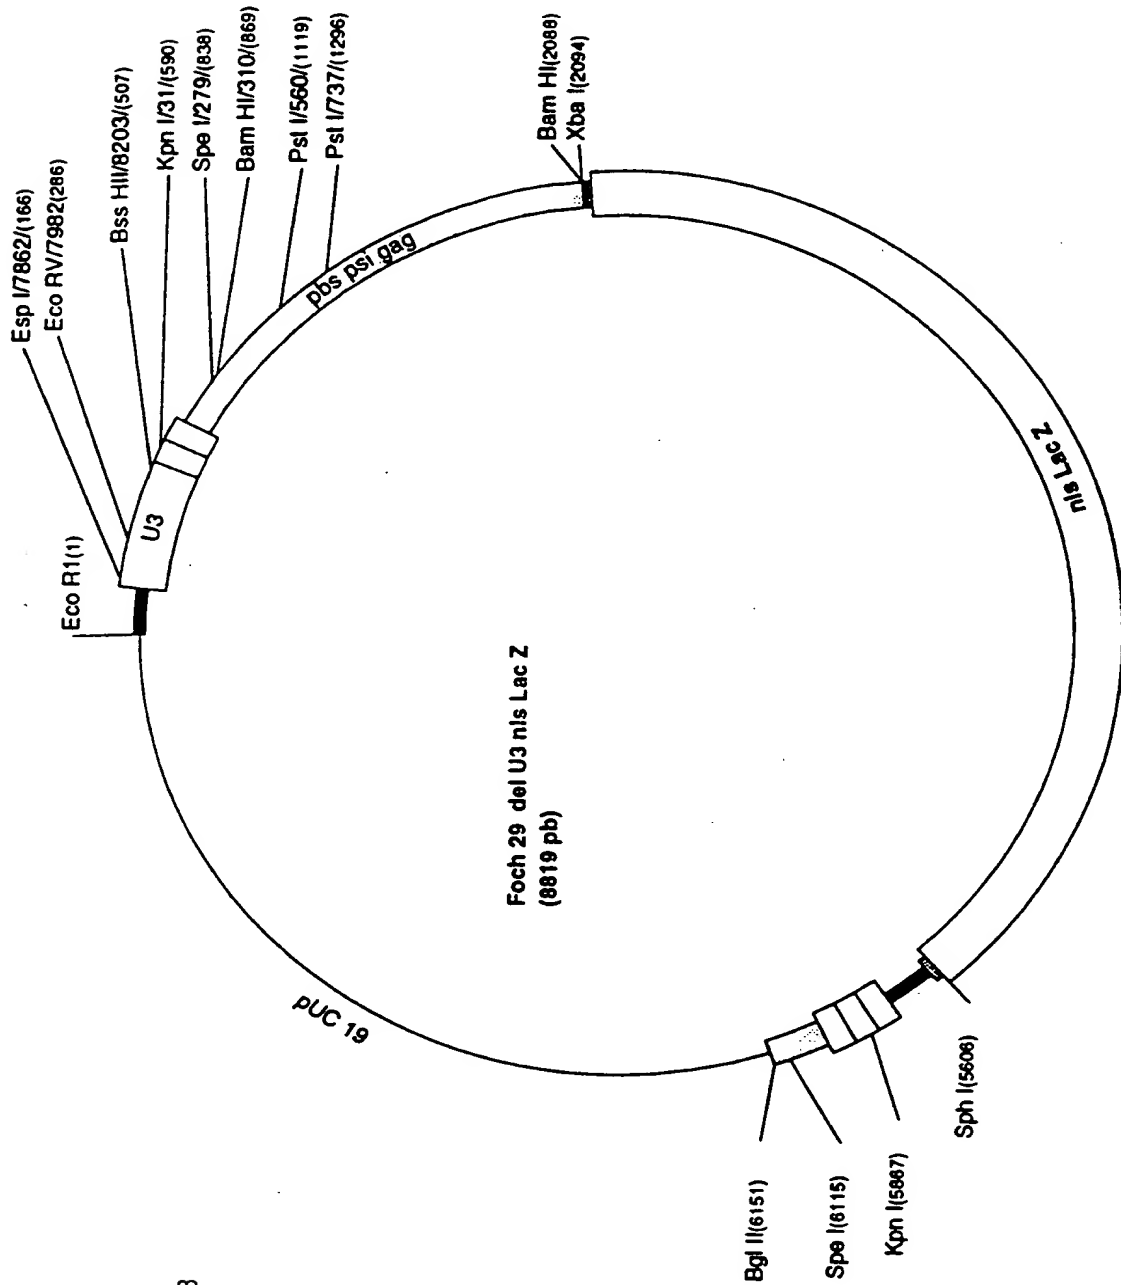 Esp I/7862/(166)
Eco RV/7982(286)
Bss HII/8203/(507)
Kpn I/31/(590)
Spe I/279/(838)
Bam HI/310/(869)
Pst I/560/(1119)
Pst I/737/(1296)
Bam HI(2088)
Xba I(2094)
Eco R1(1)
U3
pbs psi gag
nls Lac Z
Foch 29 del U3 nls Lac Z
(8819 pb)
pUC 19
Sph I(5606)
Kpn I(5887)
Spe I(6115)
Bgl II(6151)